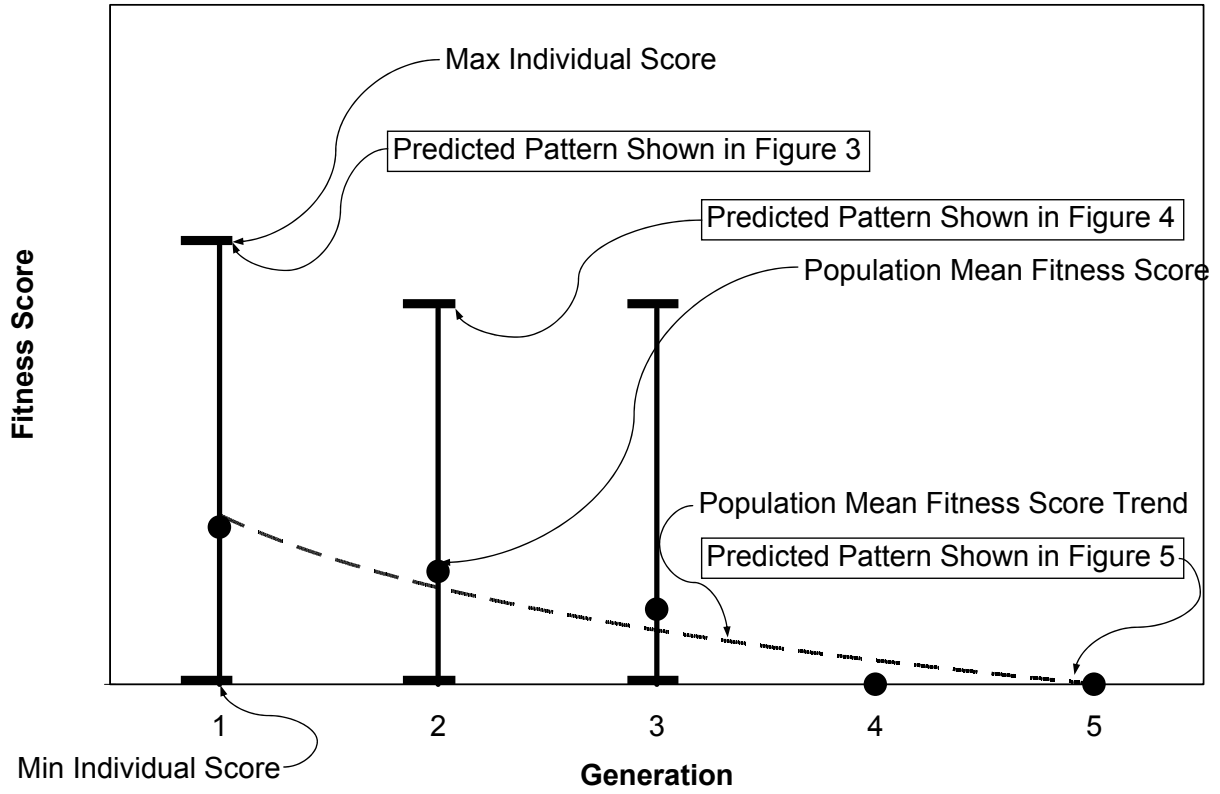 Max Individual Score
Predicted Pattern Shown in Figure 3
Predicted Pattern Shown in Figure 4
Population Mean Fitness Score
Fitness Score
Population Mean Fitness Score Trend
Predicted Pattern Shown in Figure 5
1 2 3 4 5
Min Individual Score
Generation